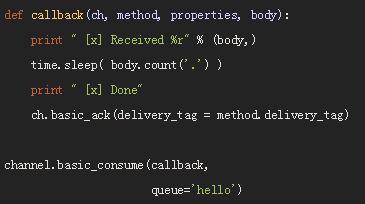 def callback(ch, method, properties, body):
    print " [x] Received %r" % (body,)
    time.sleep( body.count('.') )
    print " [x] Done"
    ch.basic_ack(delivery_tag = method.delivery_tag)

channel.basic_consume(callback,
                      queue='hello')